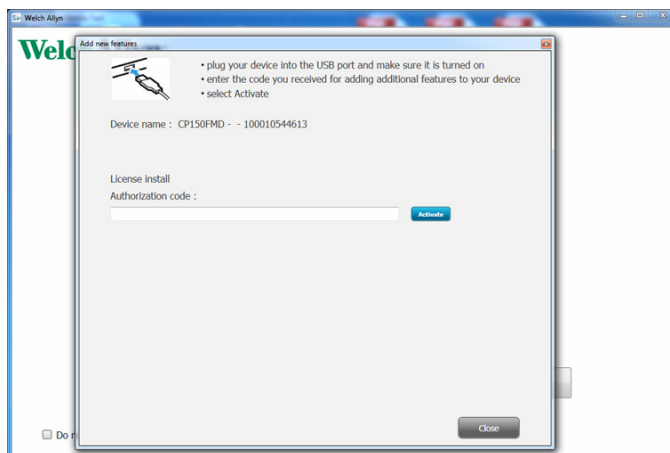 Welch Allyn
Welc
Add new features
• plug your device into the USB port and make sure it is turned on
• enter the code you received for adding additional features to your device
• select Activate
Device name : CP150FMD - - 100010544613
License install
Authorization code :
Activate
Close
Do